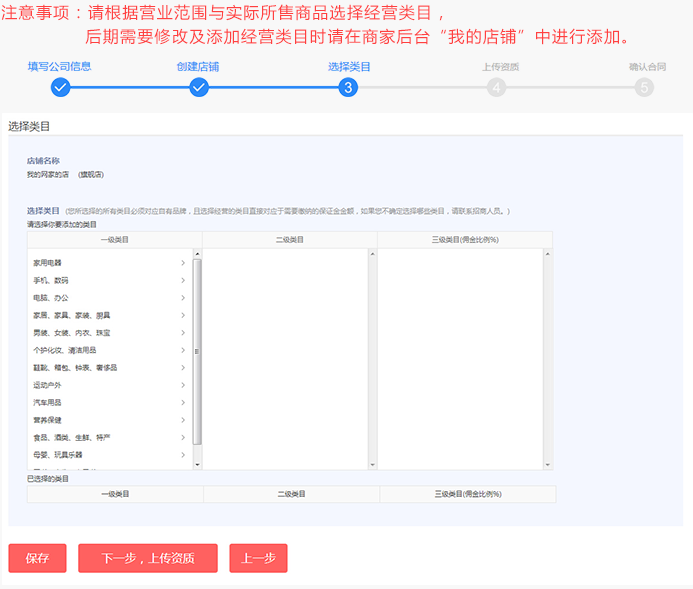 注意事项：请根据营业范围与实际所售商品选择经营类目，
后期需要修改及添加经营类目时请在商家后台“我的店铺”中进行添加。
填写公司信息 创建店铺 选择类目 上传资质 确认合同
3 4 5
选择类目
店铺名称
我的网家的店 (旗舰店)
选择类目 (您所选择的所有类目必须对应自有品牌，且选择经营的类目直接对应于需要缴纳的保证金金额，如果您不确定选择哪些类目，请联系招商人员。)
请选择你要添加的类目
一级类目 二级类目 三级类目(佣金比例%)
家用电器
手机、数码
电脑、办公
家居、家具、家装、厨具
男装、女装、内衣、珠宝
个护化妆、清洁用品
鞋靴、箱包、钟表、奢侈品
运动户外
汽车用品
营养保健
食品、酒类、生鲜、特产
母婴、玩具乐器
已选择的类目
一级类目 二级类目 三级类目(佣金比例%)
保存 下一步，上传资质 上一步